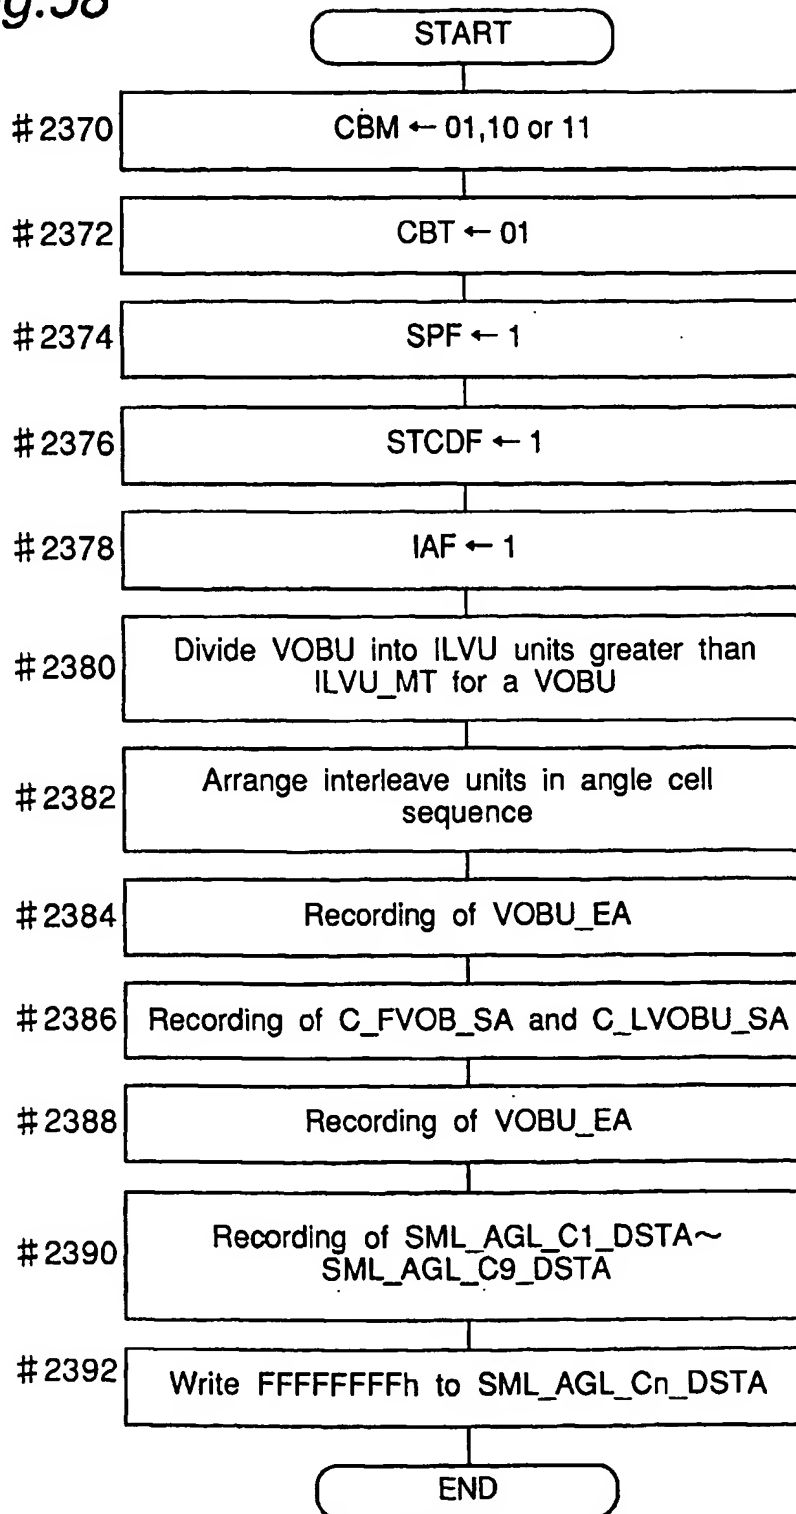 g.58
START
#2370
CBM ← 01,10 or 11
#2372
CBT ← 01
#2374
SPF ← 1
#2376
STCDF ← 1
#2378
IAF ← 1
#2380
Divide VOBU into ILVU units greater than
ILVU_MT for a VOBU
#2382
Arrange interleave units in angle cell
sequence
#2384
Recording of VOBU_EA
#2386
Recording of C_FVOB_SA and C_LVOBU_SA
#2388
Recording of VOBU_EA
#2390
Recording of SML_AGL_C1_DSTA~
SML_AGL_C9_DSTA
#2392
Write FFFFFFFFh to SML_AGL_Cn_DSTA
END